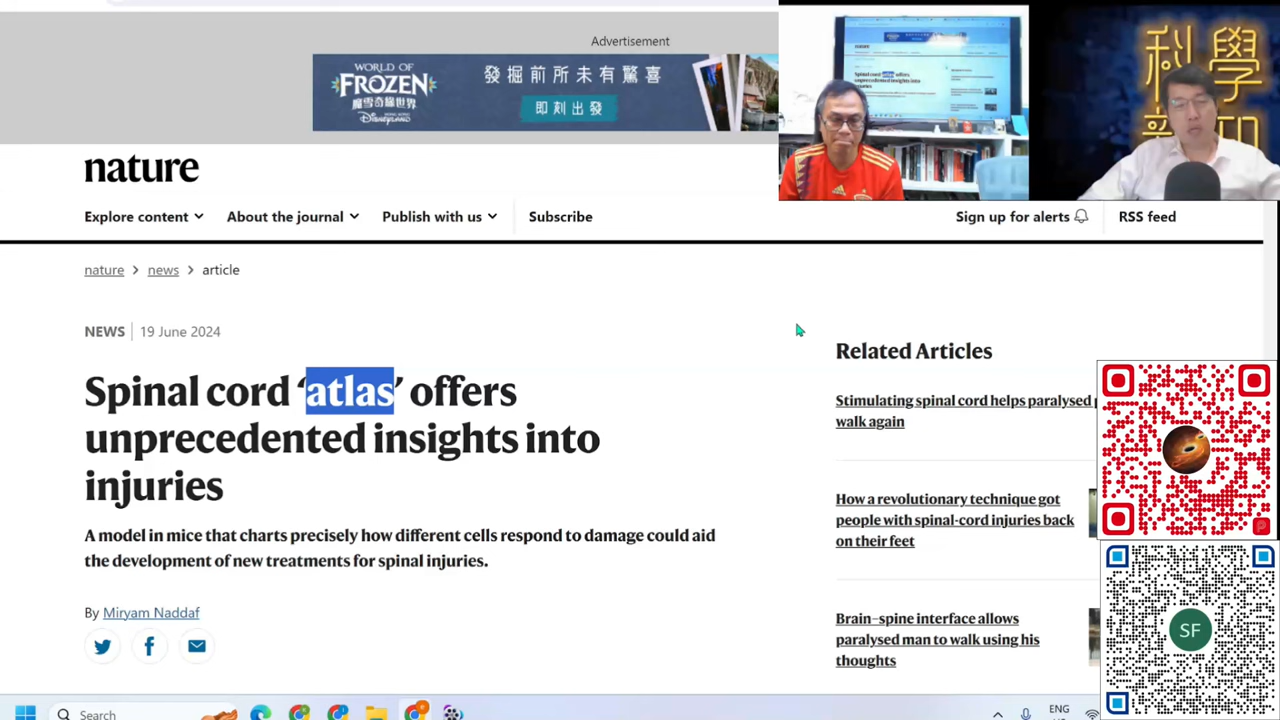 Advertisement
WORLD OF
FROZEN
魔雪奇緣世界
Disneyland
發掘前所未有驚喜
即刻出發
科學
nature
Explore content
About the journal
Publish with us
Subscribe
Sign up for alerts
RSS feed
nature > news > article
NEWS | 19 June 2024
Spinal cord ‘atlas’ offers
unprecedented insights into
injuries
A model in mice that charts precisely how different cells respond to damage could aid
the development of new treatments for spinal injuries.
By Miryam Naddaf
Related Articles
Stimulating spinal cord helps paralysed
walk again
How a revolutionary technique got
people with spinal-cord injuries back
on their feet
Brain–spine interface allows
paralysed man to walk using his
thoughts
SF
Search
ENG